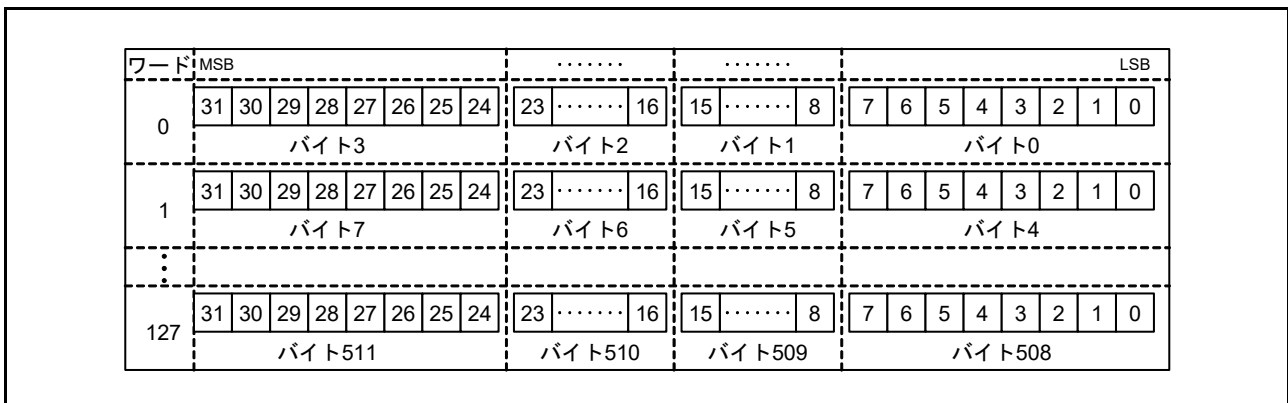 ワード MSB ······· ······· LSB
0 31 30 29 28 27 26 25 24 23 ······· 16 15 ······· 8 7 6 5 4 3 2 1 0
バイト3 バイト2 バイト1 バイト0
1 31 30 29 28 27 26 25 24 23 ······· 16 15 ······· 8 7 6 5 4 3 2 1 0
バイト7 バイト6 バイト5 バイト4
⋮
127 31 30 29 28 27 26 25 24 23 ······· 16 15 ······· 8 7 6 5 4 3 2 1 0
バイト511 バイト510 バイト509 バイト508